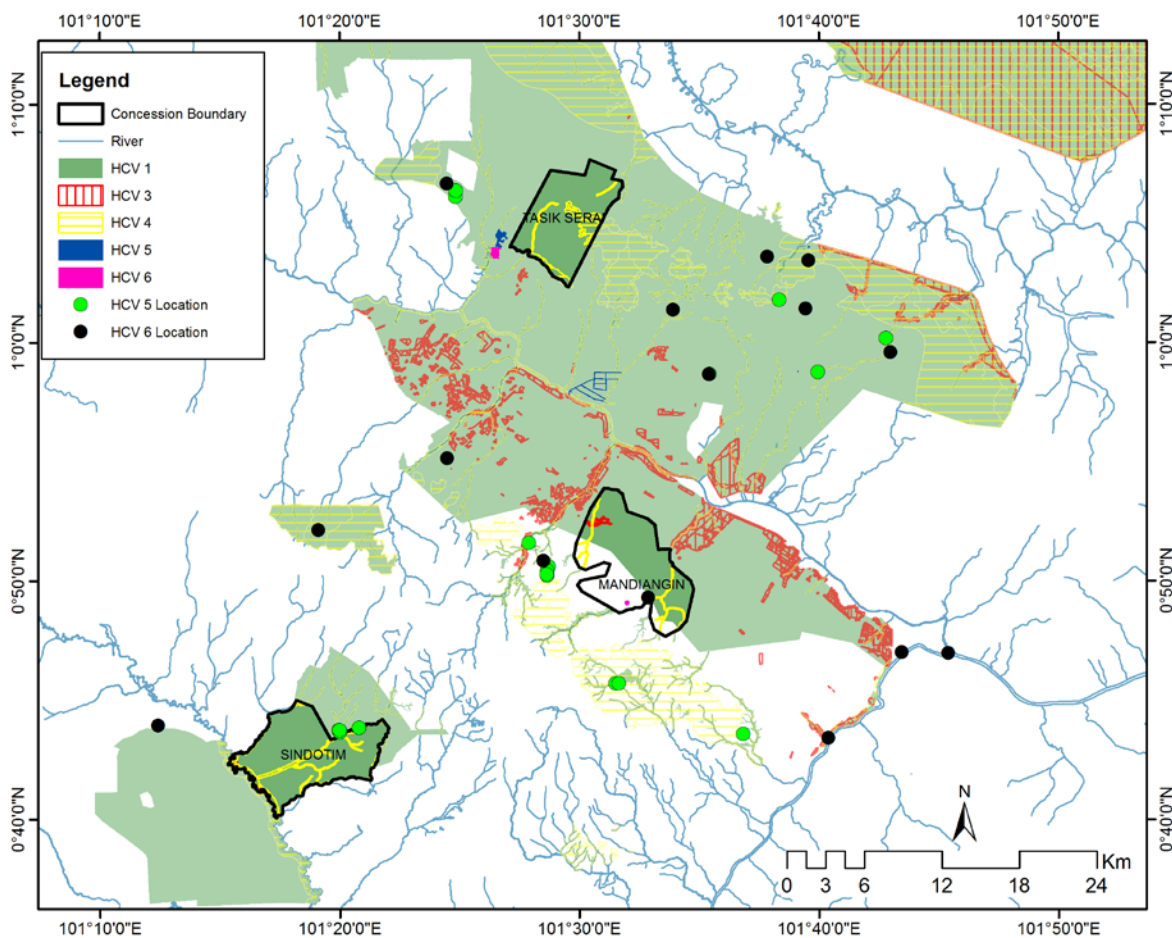 101°10'0"E 101°20'0"E 101°30'0"E 101°40'0"E 101°50'0"E
Legend
Concession Boundary
River
HCV 1
HCV 3
HCV 4
HCV 5
HCV 6
HCV 5 Location
HCV 6 Location
1°10'0"N 1°10'0"N
TASIK SERAI
1°0'0"N 1°0'0"N
0°50'0"N 0°50'0"N
MANDIANGIN
SINDOTIM
0°40'0"N 0°40'0"N
N
Km
0 3 6 12 18 24
101°10'0"E 101°20'0"E 101°30'0"E 101°40'0"E 101°50'0"E